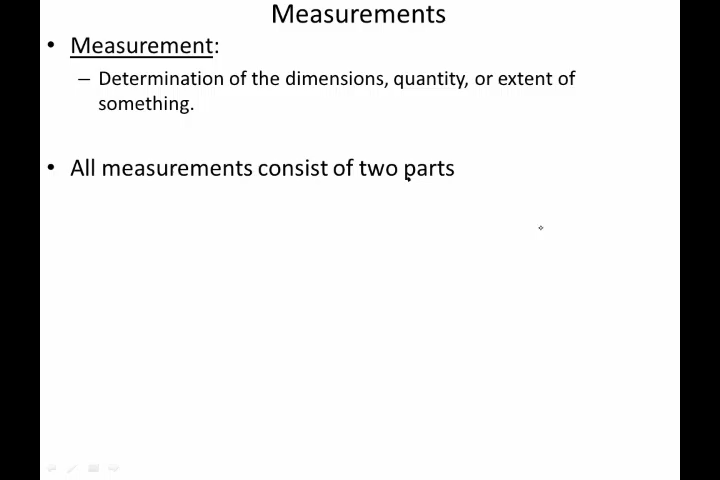 Measurements
• Measurement:
– Determination of the dimensions, quantity, or extent of
something.
• All measurements consist of two parts